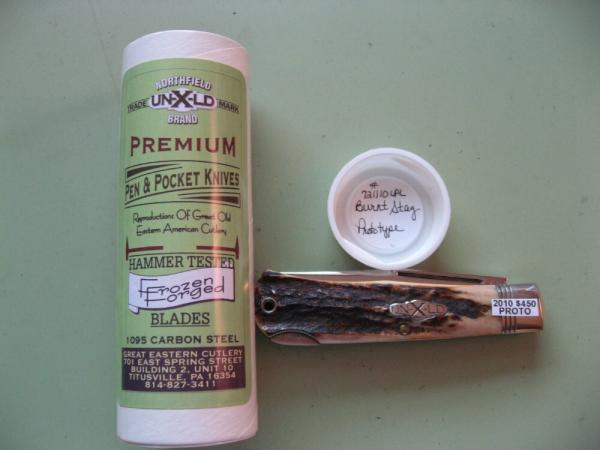 NORTHFIELD
TRADE UN-X-LD MARK
BRAND
PREMIUM
PEN & POCKET KNIVES
Reproductions Of Great Old
Eastern American Cutlery
HAMMER TESTED
Frozen
Forged
BLADES
1095 CARBON STEEL
GREAT EASTERN CUTLERY
701 EAST SPRING STREET
BUILDING 2, UNIT 10
TITUSVILLE, PA 16354
814-827-3411
#
Burnt Stag
Prototype
UN-X-LD
2010 $450
PROTO